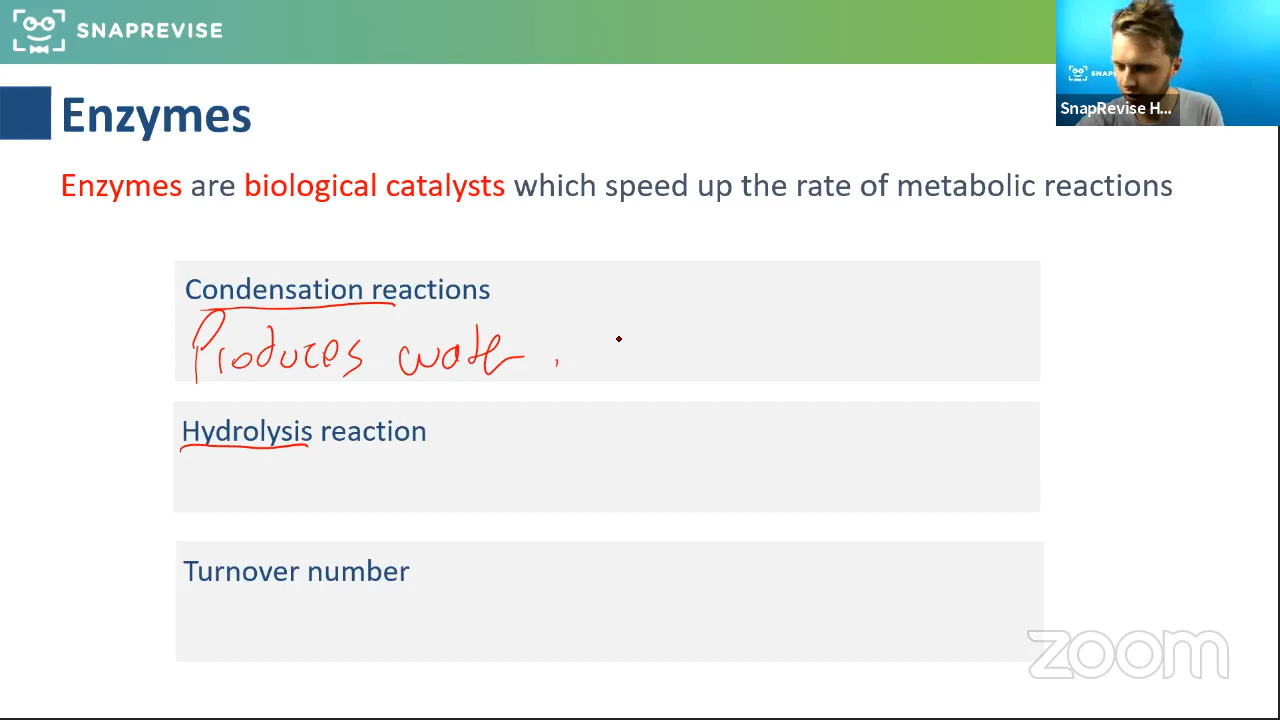 SNAPREVISE
SNAPR
SnapRevise H...
Enzymes
Enzymes are biological catalysts which speed up the rate of metabolic reactions
Condensation reactions
Produces water,
Hydrolysis reaction
Turnover number
zoom